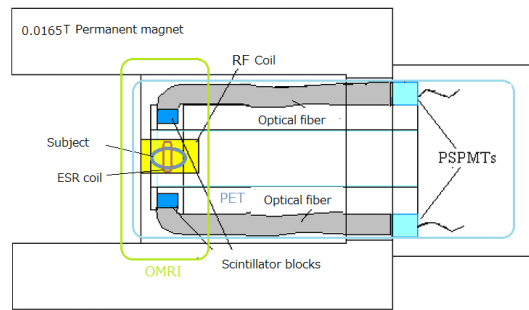 0.0165T Permanent magnet
RF Coil
Optical fiber
Subject
PSPMTs
ESR coil
PET
Optical fiber
Scintillator blocks
OMRI